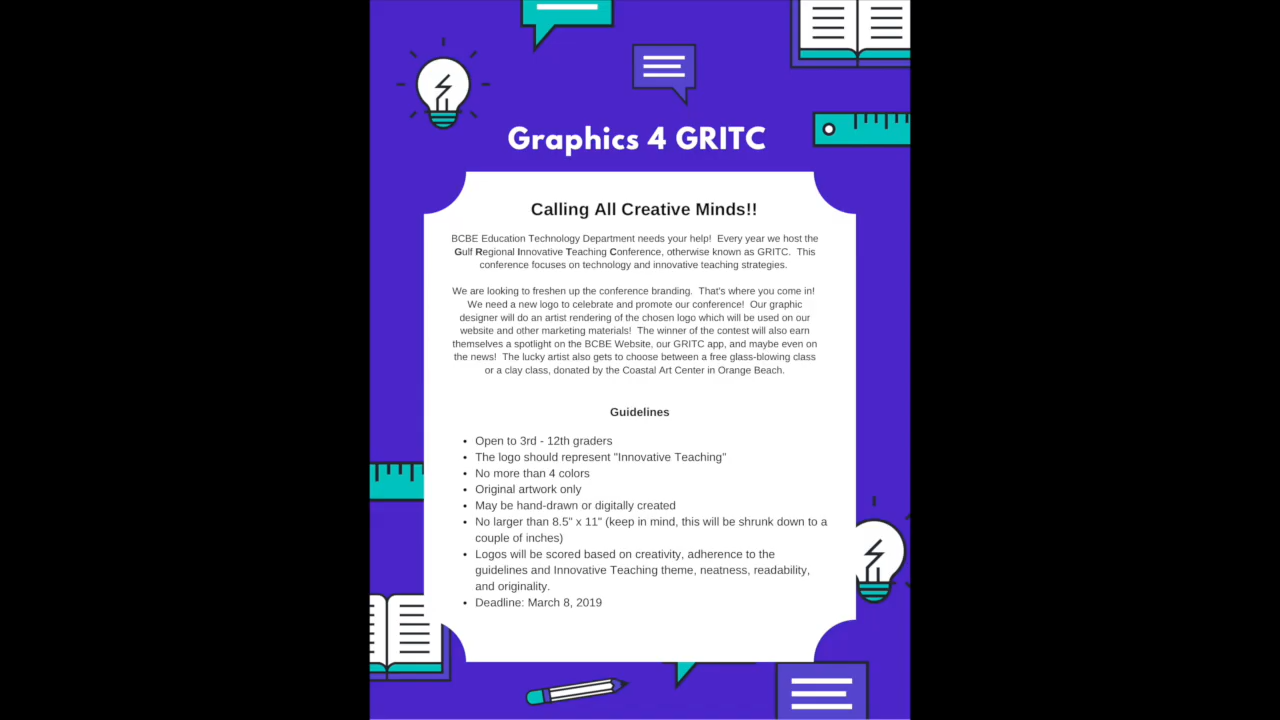 Graphics 4 GRITC
Calling All Creative Minds!!
BCBE Education Technology Department needs your help!  Every year we host the
Gulf Regional Innovative Teaching Conference, otherwise known as GRITC.  This
conference focuses on technology and innovative teaching strategies.
We are looking to freshen up the conference branding.  That's where you come in!
We need a new logo to celebrate and promote our conference!  Our graphic
designer will do an artist rendering of the chosen logo which will be used on our
website and other marketing materials!  The winner of the contest will also earn
themselves a spotlight on the BCBE Website, our GRITC app, and maybe even on
the news!  The lucky artist also gets to choose between a free glass-blowing class
or a clay class, donated by the Coastal Art Center in Orange Beach.
Guidelines
• Open to 3rd - 12th graders
• The logo should represent "Innovative Teaching"
• No more than 4 colors
• Original artwork only
• May be hand-drawn or digitally created
• No larger than 8.5" x 11" (keep in mind, this will be shrunk down to a
couple of inches)
• Logos will be scored based on creativity, adherence to the
guidelines and Innovative Teaching theme, neatness, readability,
and originality.
• Deadline: March 8, 2019